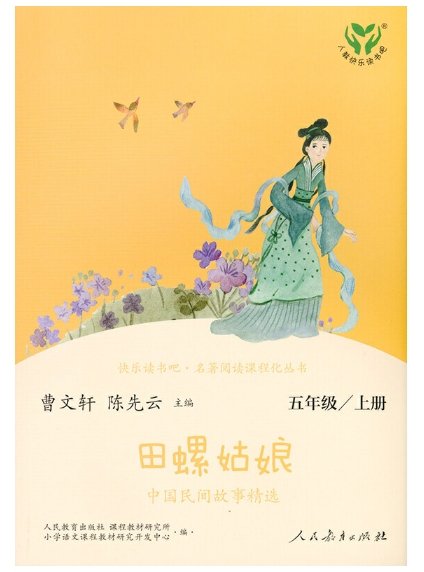 人教快乐读书吧
快乐读书吧·名著阅读课程化丛书
曹文轩 陈先云 主编
五年级/上册
田螺姑娘
中国民间故事精选
人民教育出版社 课程教材研究所
小学语文课程教材研究开发中心 ·编·
人民教育出版社